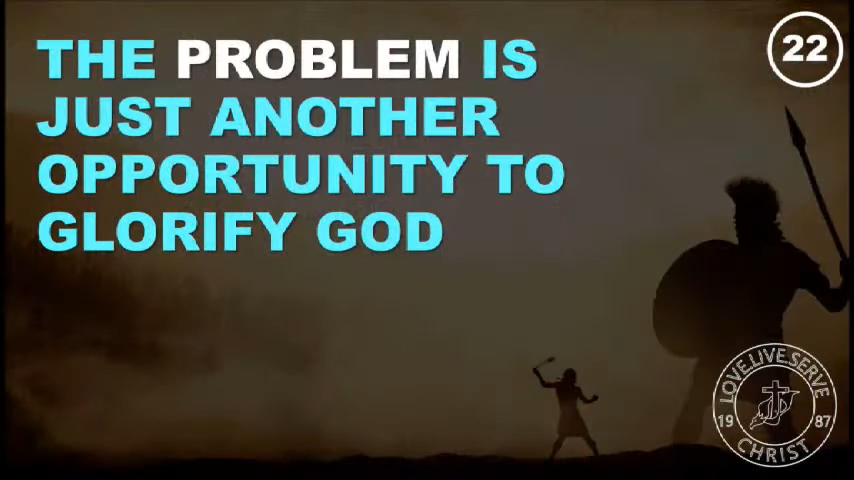 THE PROBLEM IS
JUST ANOTHER
OPPORTUNITY TO
GLORIFY GOD
22
LOVE.LIVE.SERVE
19 87
CHRIST